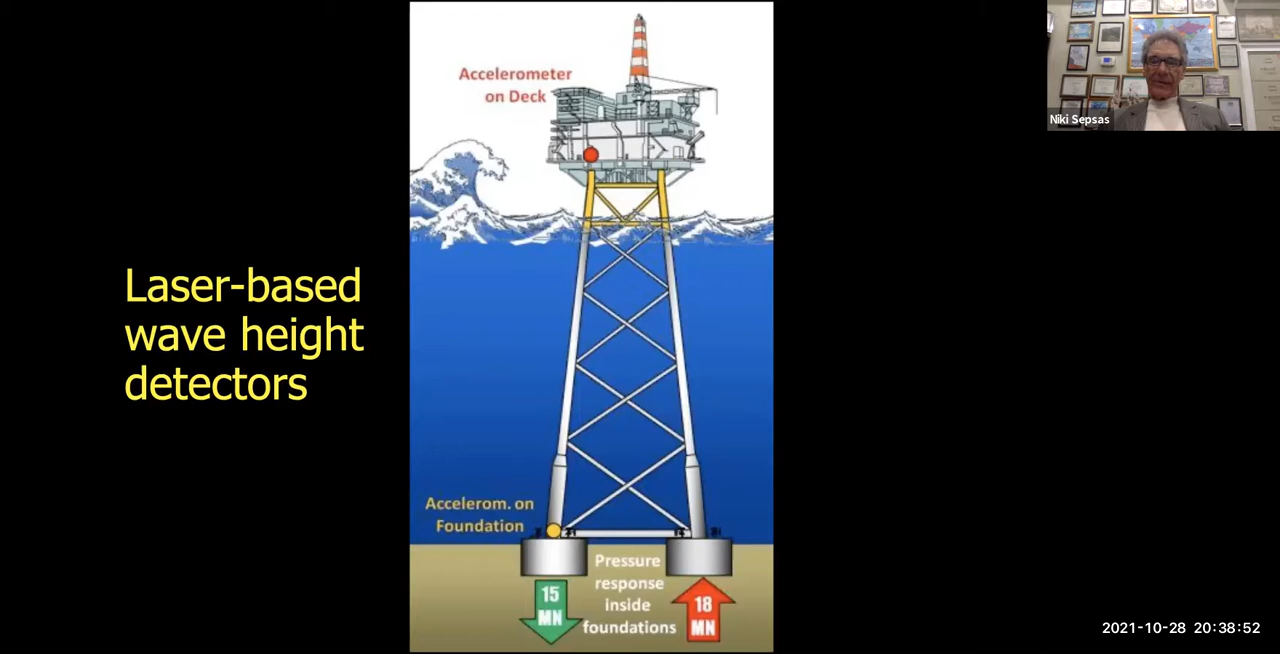 Laser-based
wave height
detectors
Accelerometer
on Deck
Accelerom. on
Foundation
Pressure
response
inside
foundations
15
MN
18
MN
Niki Sepsas
2021-10-28 20:38:52